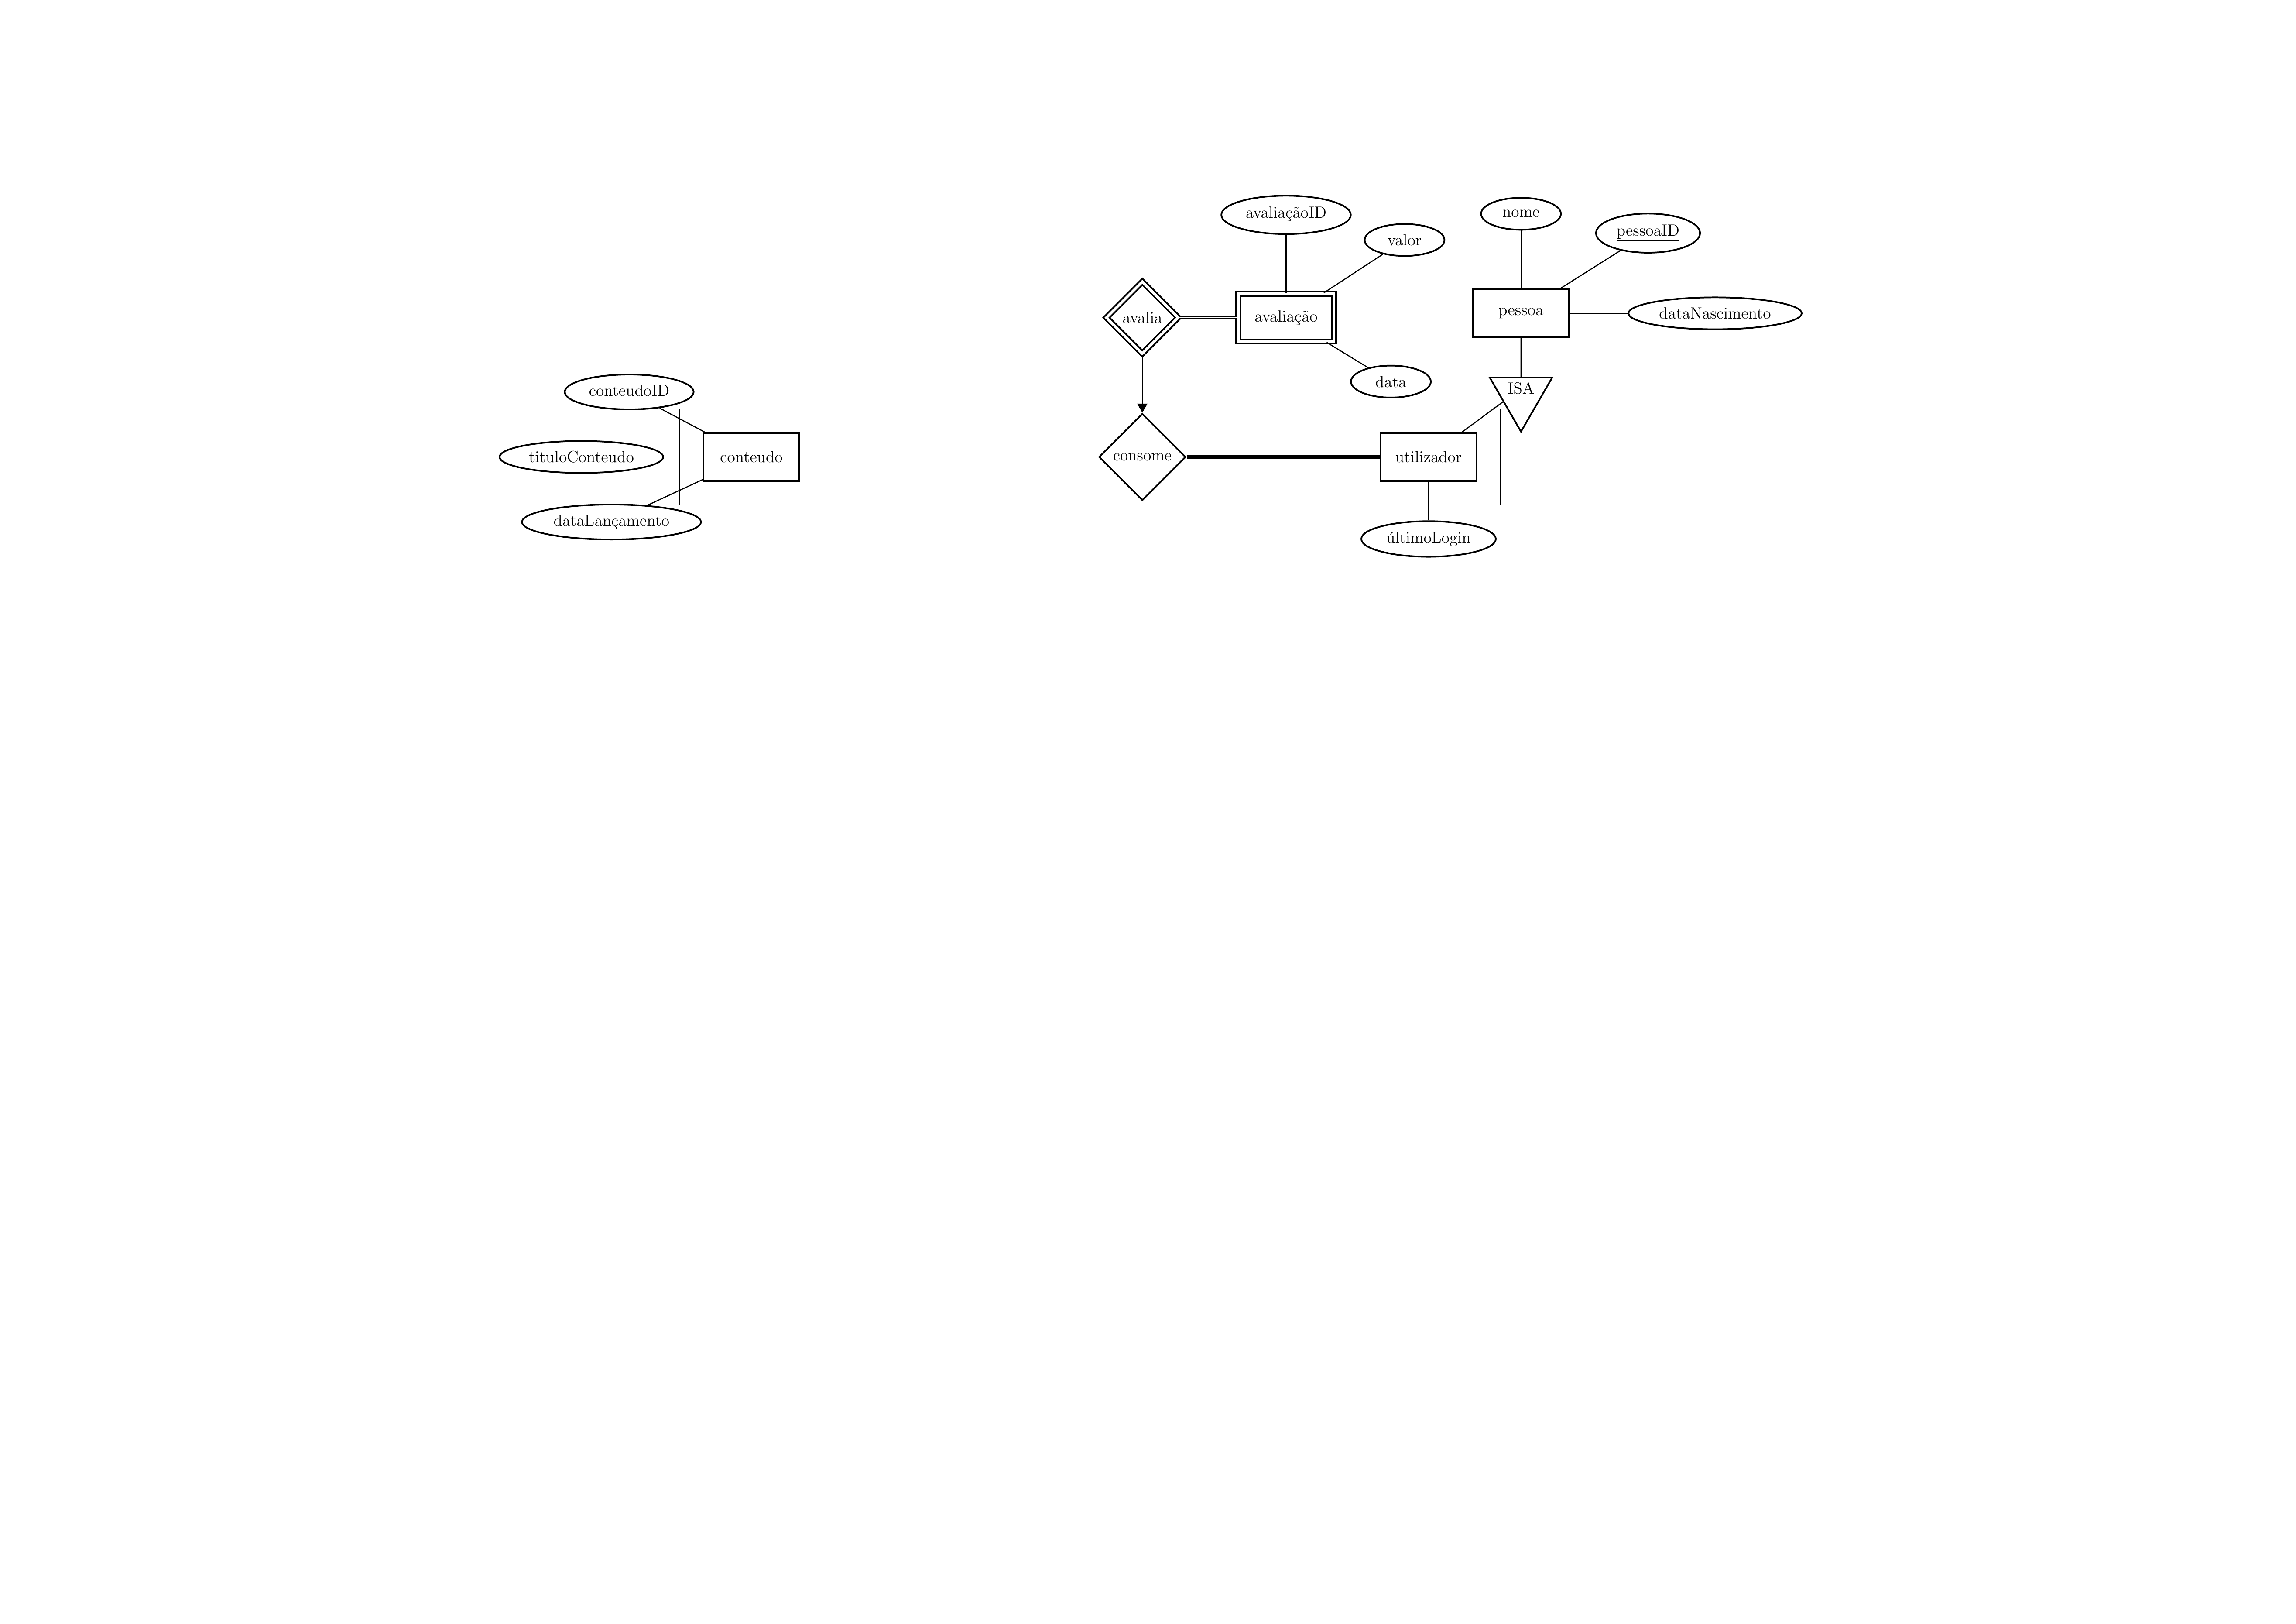 avaliaçãoID
nome
pessoaID
valor
avalia
avaliação
pessoa
dataNascimento
data
ISA
conteudoID
tituloConteudo
conteudo
consome
utilizador
dataLançamento
últimoLogin